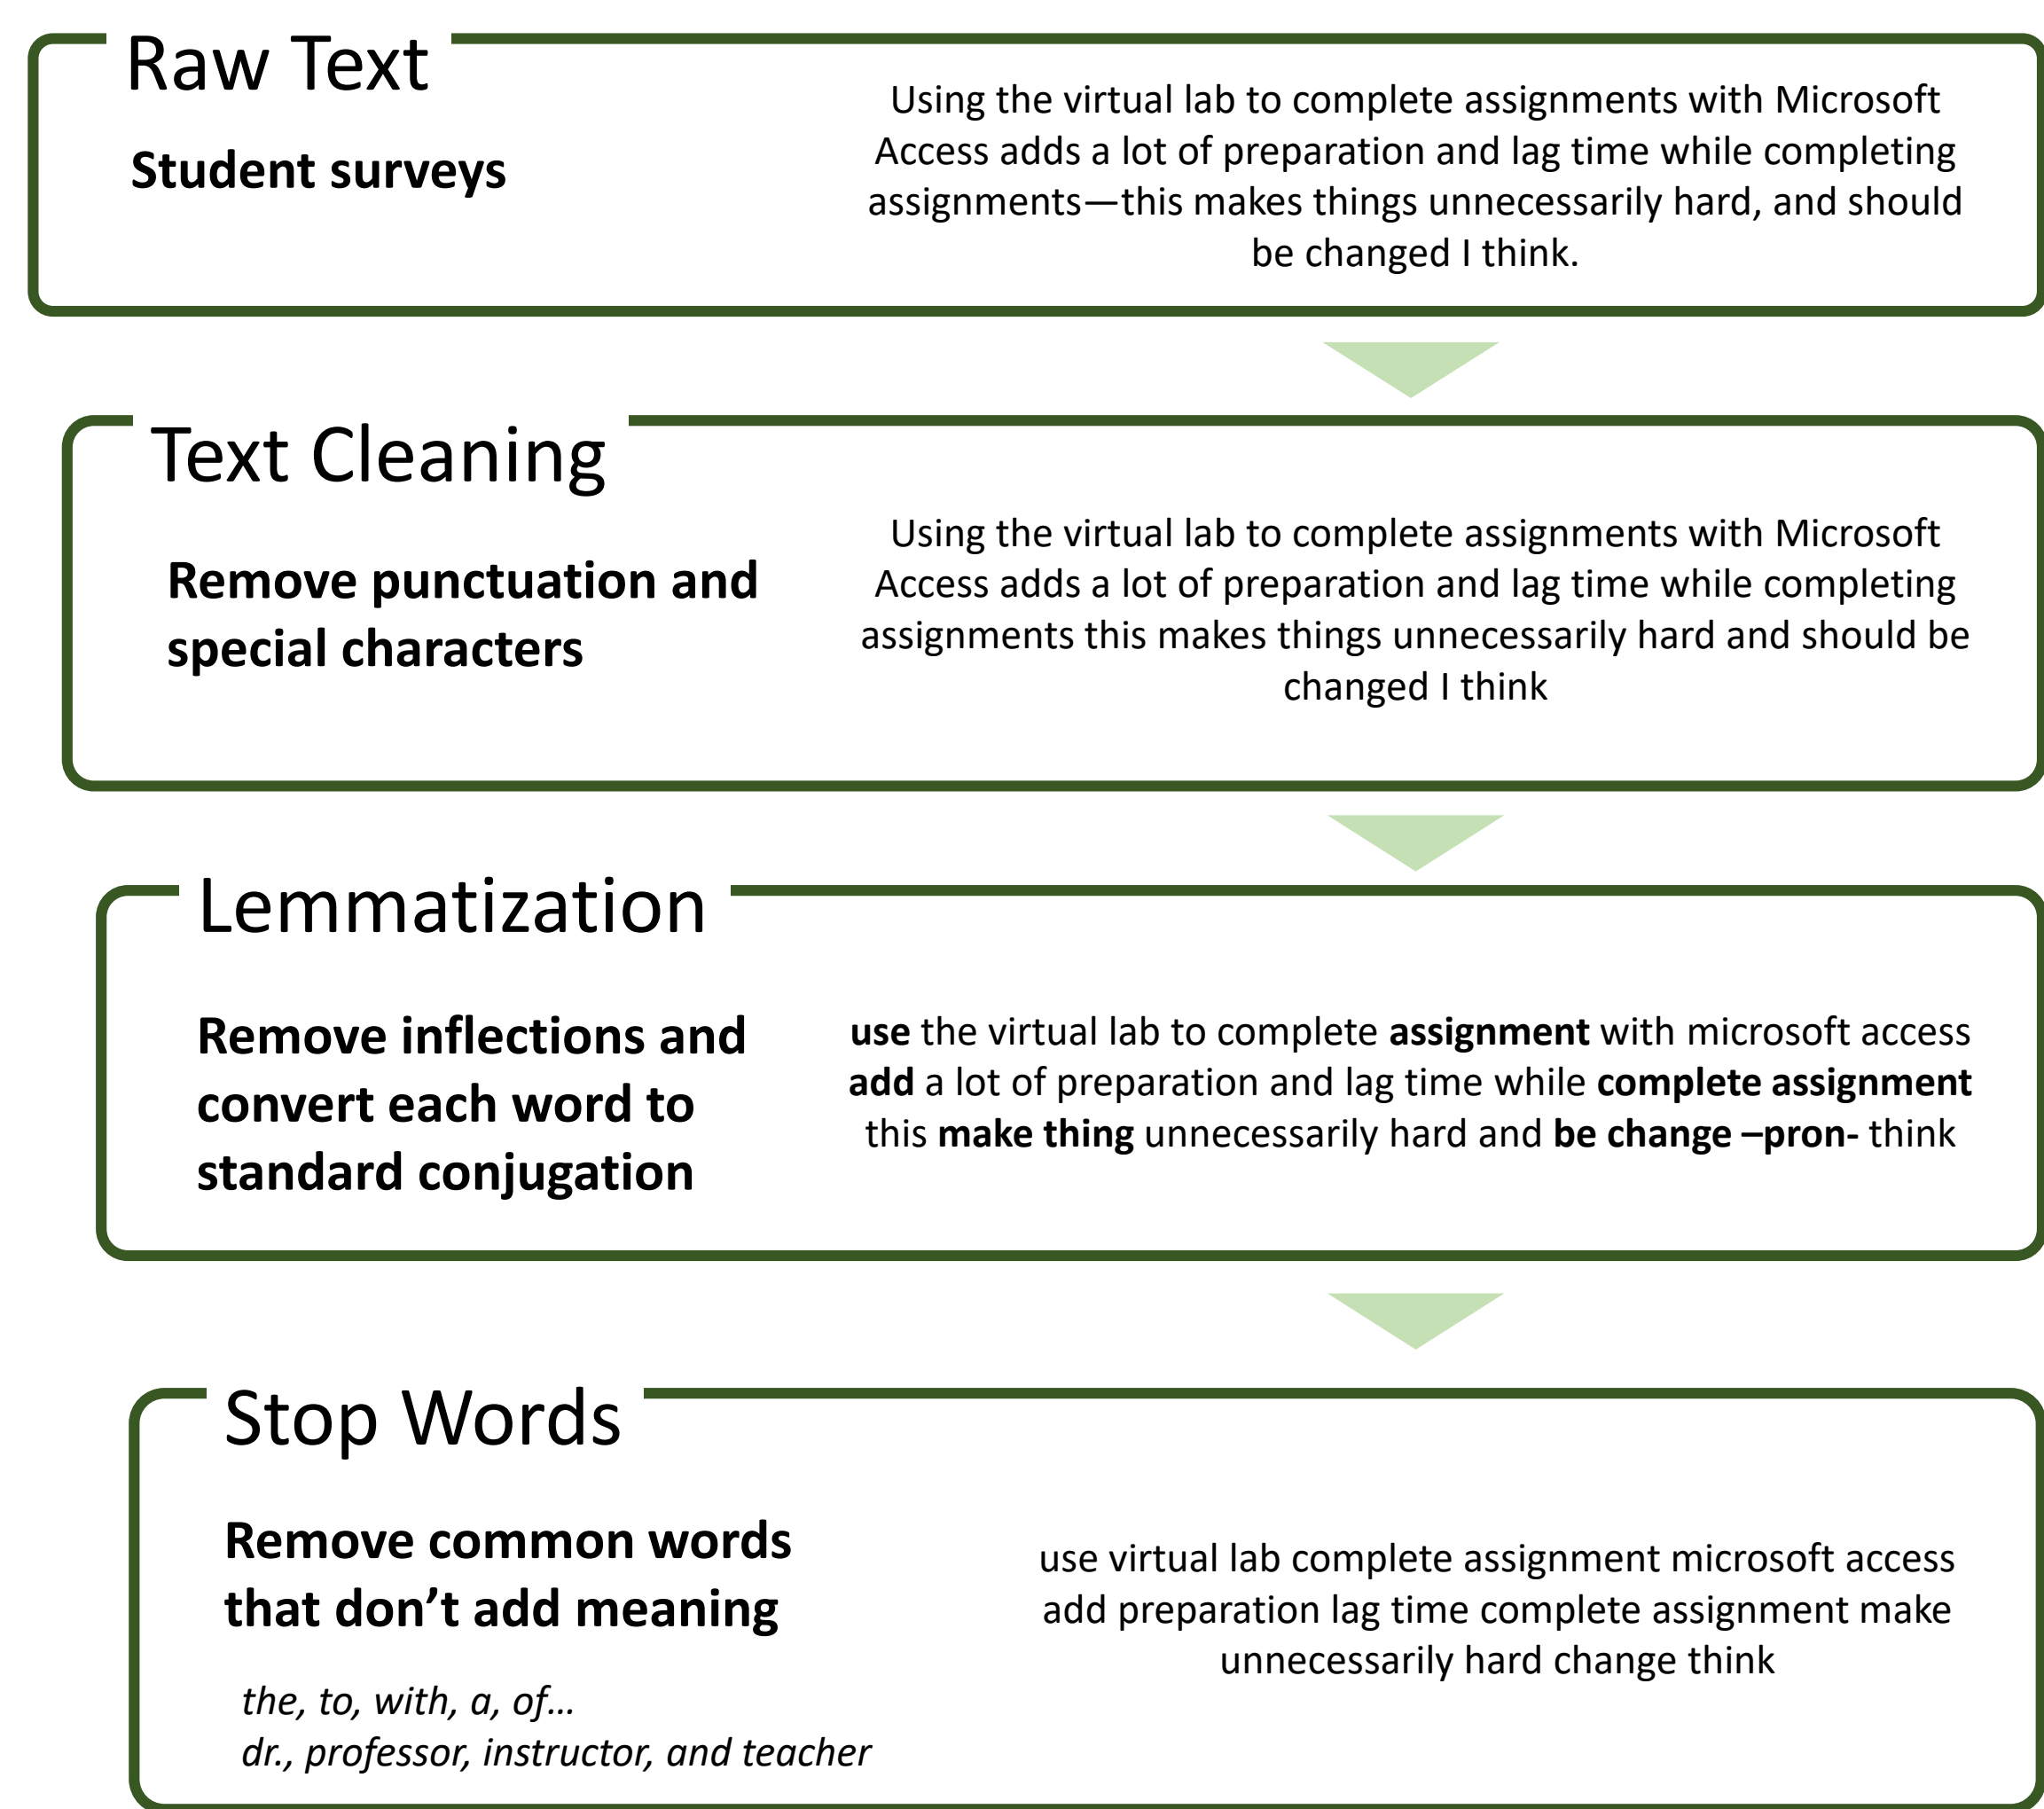 Raw Text
Student surveys
Using the virtual lab to complete assignments with Microsoft
Access adds a lot of preparation and lag time while completing
assignments—this makes things unnecessarily hard, and should
be changed I think.
Text Cleaning
Remove punctuation and
special characters
Using the virtual lab to complete assignments with Microsoft
Access adds a lot of preparation and lag time while completing
assignments this makes things unnecessarily hard and should be
changed I think
Lemmatization
Remove inflections and
convert each word to
standard conjugation
use the virtual lab to complete assignment with microsoft access
add a lot of preparation and lag time while complete assignment
this make thing unnecessarily hard and be change –pron- think
Stop Words
Remove common words
that don’t add meaning
the, to, with, a, of…
dr., professor, instructor, and teacher
use virtual lab complete assignment microsoft access
add preparation lag time complete assignment make
unnecessarily hard change think